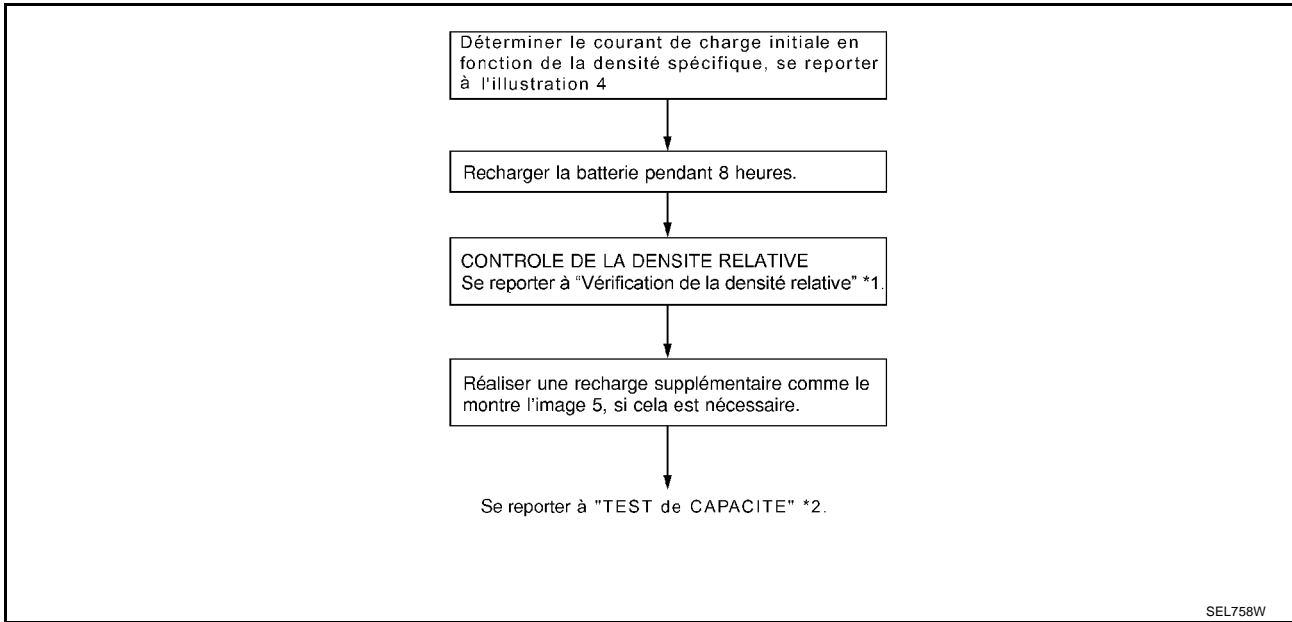 Déterminer le courant de charge initiale en
fonction de la densité spécifique, se reporter
à l'illustration 4
Recharger la batterie pendant 8 heures.
CONTROLE DE LA DENSITE RELATIVE
Se reporter à “Vérification de la densité relative” *1.
Réaliser une recharge supplémentaire comme le
montre l’image 5, si cela est nécessaire.
Se reporter à "TEST de CAPACITE" *2.
SEL758W